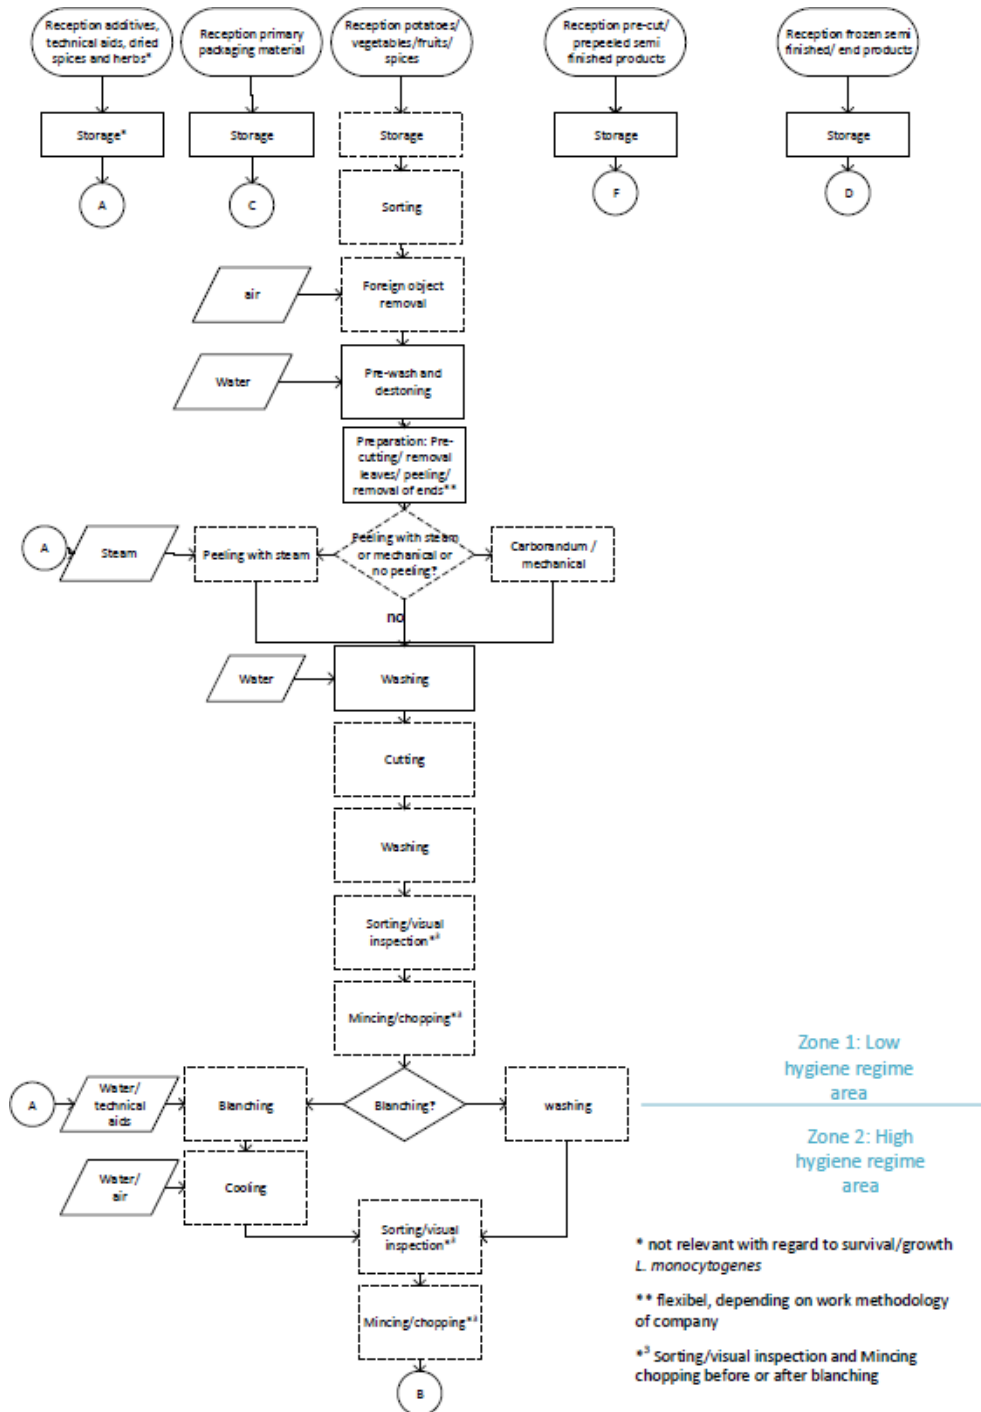 Reception additives,
technical aids, dried
spices and herbs*
Reception primary
packaging material
Reception potatoes/
vegetables/fruits/
spices
Reception pre-cut/
prepeeled semi
finished products
Reception frozen semi
finished/ end products
Storage*
Storage
Storage
Storage
Storage
A
C
F
D
Sorting
air
Foreign object
removal
Water
Pre-wash and
destoning
Preparation: Pre-
cutting/ removal
leaves/ peeling/
removal of ends**
A
Steam
Peeling with steam
Peeling with steam
or mechanical or
no peeling?
Carborandum /
mechanical
no
Water
Washing
Cutting
Washing
Sorting/visual
inspection*³
Mincing/chopping*³
Zone 1: Low
hygiene regime
area
A
Water/
technical
aids
Blanching
Blanching?
washing
Zone 2: High
hygiene regime
area
Water/
air
Cooling
Sorting/visual
inspection*³
Mincing/chopping*³
B
* not relevant with regard to survival/growth
L. monocytogenes
** flexibel, depending on work methodology
of company
*³ Sorting/visual inspection and Mincing
chopping before or after blanching